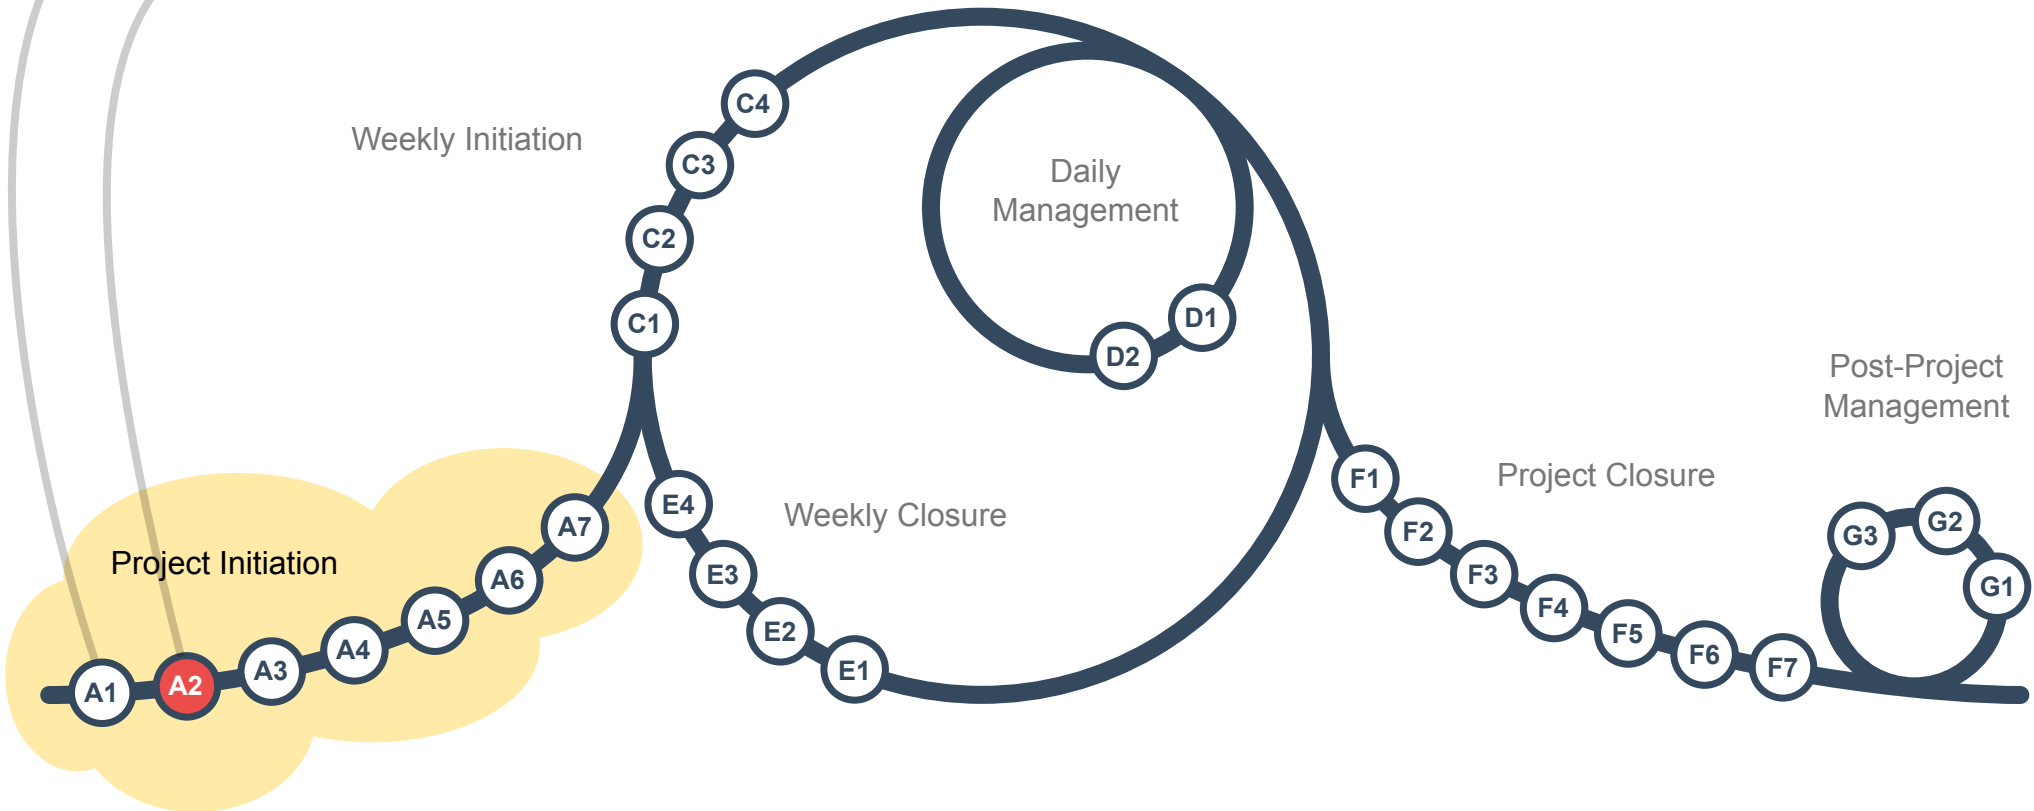 Weekly Initiation
C4
C3
C2
C1
Daily
Management
D1
D2
Project Initiation
A1
A2
A3
A4
A5
A6
A7
Weekly Closure
E4
E3
E2
E1
Project Closure
F1
F2
F3
F4
F5
F6
F7
Post-Project
Management
G3
G2
G1